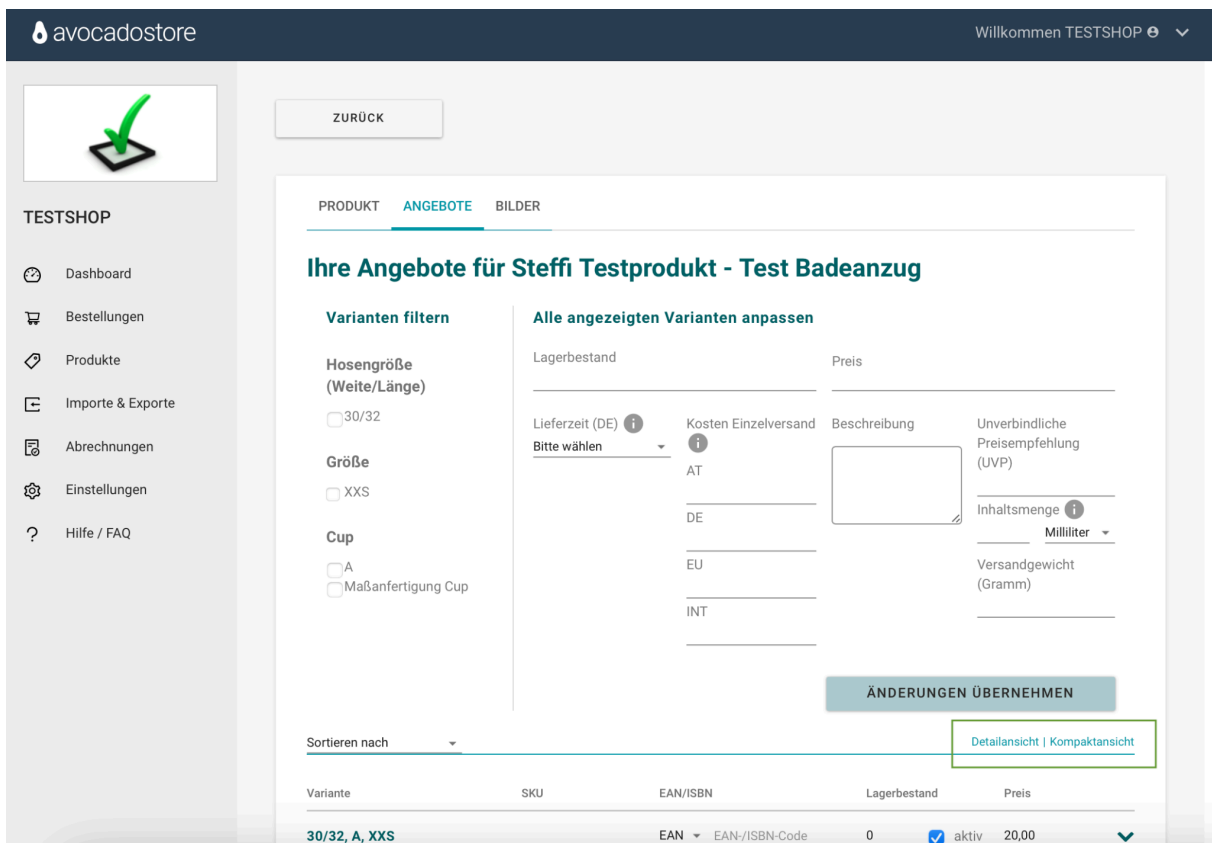 avocadostore
Willkommen TESTSHOP
ZURÜCK
TESTSHOP
Dashboard
Bestellungen
Produkte
Importe & Exporte
Abrechnungen
Einstellungen
Hilfe / FAQ
PRODUKT ANGEBOTE BILDER
Ihre Angebote für Steffi Testprodukt - Test Badeanzug
Varianten filtern
Hosengröße
(Weite/Länge)
30/32
Größe
XXS
Cup
A
Maßanfertigung Cup
Alle angezeigten Varianten anpassen
Lagerbestand
Preis
Lieferzeit (DE)
Bitte wählen
Kosten Einzelversand
AT
DE
EU
INT
Beschreibung
Unverbindliche
Preisempfehlung
(UVP)
Inhaltsmenge
Milliliter
Versandgewicht
(Gramm)
ÄNDERUNGEN ÜBERNEHMEN
Sortieren nach
Detailansicht | Kompaktansicht
Variante SKU EAN/ISBN Lagerbestand Preis
30/32, A, XXS EAN EAN-/ISBN-Code 0 aktiv 20,00